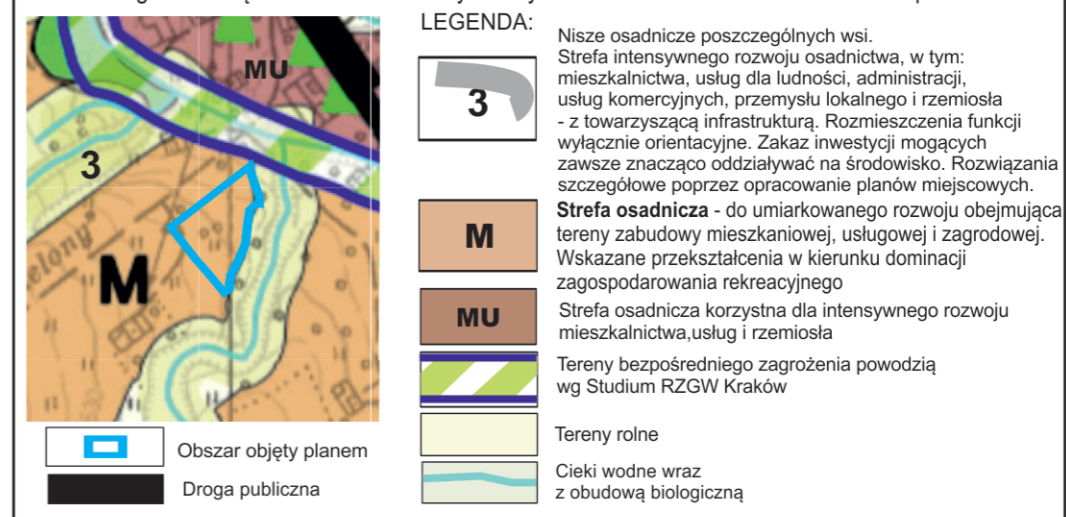 LEGENDA:
MU
3
elony
M
3
Nisze osadnicze poszczególnych wsi.
Strefa intensywnego rozwoju osadnictwa, w tym:
mieszkalnictwa, usług dla ludności, administracji,
usług komercyjnych, przemysłu lokalnego i rzemiosła
- z towarzyszącą infrastrukturą. Rozmieszczenia funkcji
wyłącznie orientacyjne. Zakaz inwestycji mogących
zawsze znacząco oddziaływać na środowisko. Rozwiązania
szczegółowe poprzez opracowanie planów miejscowych.
M
Strefa osadnicza - do umiarkowanego rozwoju obejmująca
tereny zabudowy mieszkaniowej, usługowej i zagrodowej.
Wskazane przekształcenia w kierunku dominacji
zagospodarowania rekreacyjnego
MU
Strefa osadnicza korzystna dla intensywnego rozwoju
mieszkalnictwa,usług i rzemiosła
Tereny bezpośredniego zagrożenia powodzią
wg Studium RZGW Kraków
Tereny rolne
Cieki wodne wraz
z obudową biologiczną
Obszar objęty planem
Droga publiczna